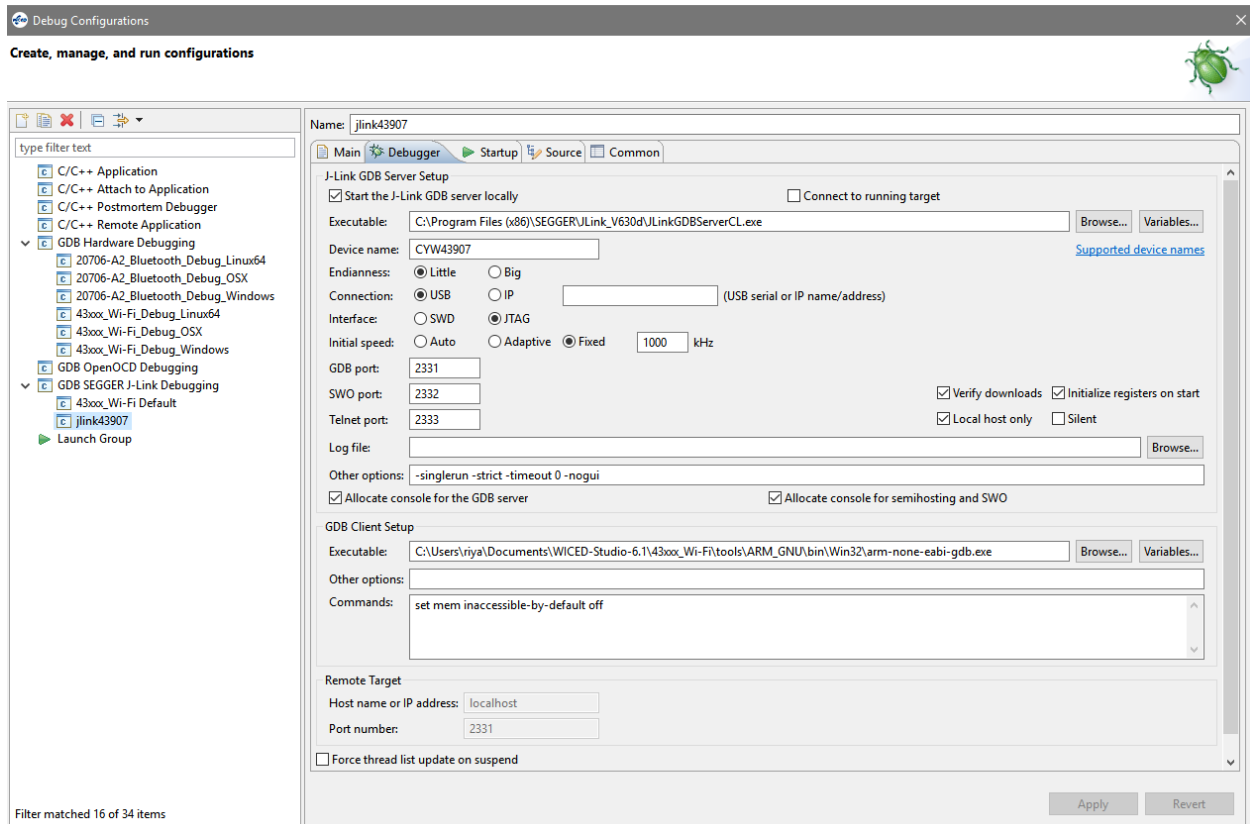 Debug Configurations
Create, manage, and run configurations
type filter text
C/C++ Application
C/C++ Attach to Application
C/C++ Postmortem Debugger
C/C++ Remote Application
GDB Hardware Debugging
20706-A2_Bluetooth_Debug_Linux64
20706-A2_Bluetooth_Debug_OSX
20706-A2_Bluetooth_Debug_Windows
43xxx_Wi-Fi_Debug_Linux64
43xxx_Wi-Fi_Debug_OSX
43xxx_Wi-Fi_Debug_Windows
GDB OpenOCD Debugging
GDB SEGGER J-Link Debugging
43xxx_Wi-Fi Default
jlink43907
Launch Group
Filter matched 16 of 34 items
Name: jlink43907
Main Debugger Startup Source Common
J-Link GDB Server Setup
Start the J-Link GDB server locally Connect to running target
Executable: C:\Program Files (x86)\SEGGER\JLink_V630d\JLinkGDBServerCL.exe Browse... Variables...
Device name: CYW43907 Supported device names
Endianness: Little Big
Connection: USB IP (USB serial or IP name/address)
Interface: SWD JTAG
Initial speed: Auto Adaptive Fixed 1000 kHz
GDB port: 2331
SWO port: 2332 Verify downloads Initialize registers on start
Telnet port: 2333 Local host only Silent
Log file: Browse...
Other options: -singlerun -strict -timeout 0 -nogui
Allocate console for the GDB server Allocate console for semihosting and SWO
GDB Client Setup
Executable: C:\Users\riya\Documents\WICED-Studio-6.1\43xxx_Wi-Fi\tools\ARM_GNU\bin\Win32\arm-none-eabi-gdb.exe Browse... Variables...
Other options:
Commands: set mem inaccessible-by-default off
Remote Target
Host name or IP address: localhost
Port number: 2331
Force thread list update on suspend
Apply Revert